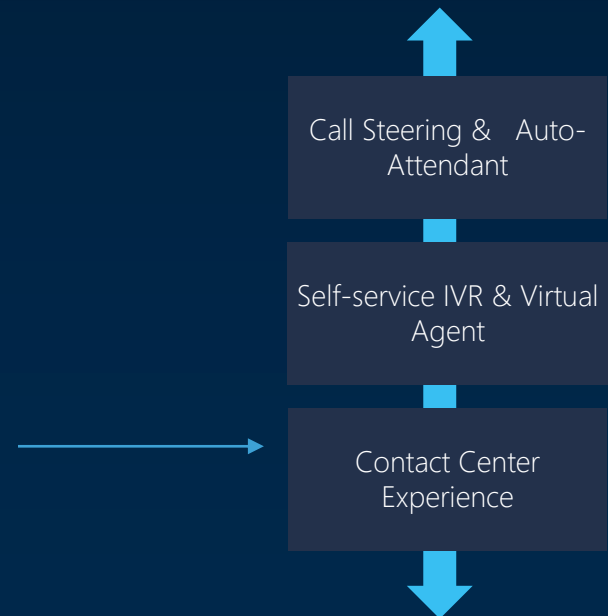 Call Steering &   Auto-
Attendant
Self-service IVR & Virtual
Agent
Contact Center
Experience